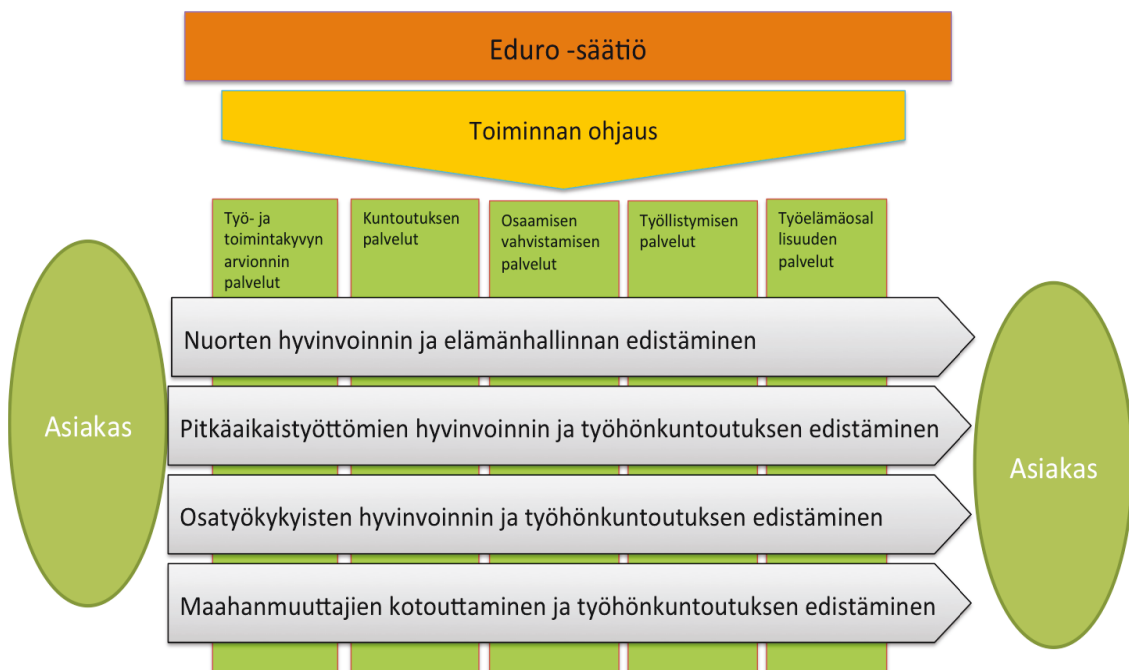 Eduro -säätiö
Toiminnan ohjaus
Työ- ja
toimintakyvyn
arvionnin
palvelut
Kuntoutuksen
palvelut
Osaamisen
vahvistamisen
palvelut
Työllistymisen
palvelut
Työelämäosal
lisuuden
palvelut
Asiakas
Nuorten hyvinvoinnin ja elämänhallinnan edistäminen
Pitkäaikaistyöttömien hyvinvoinnin ja työhönkuntoutuksen edistäminen
Osatyökykyisten hyvinvoinnin ja työhönkuntoutuksen edistäminen
Maahanmuuttajien kotouttaminen ja työhönkuntoutuksen edistäminen
Asiakas